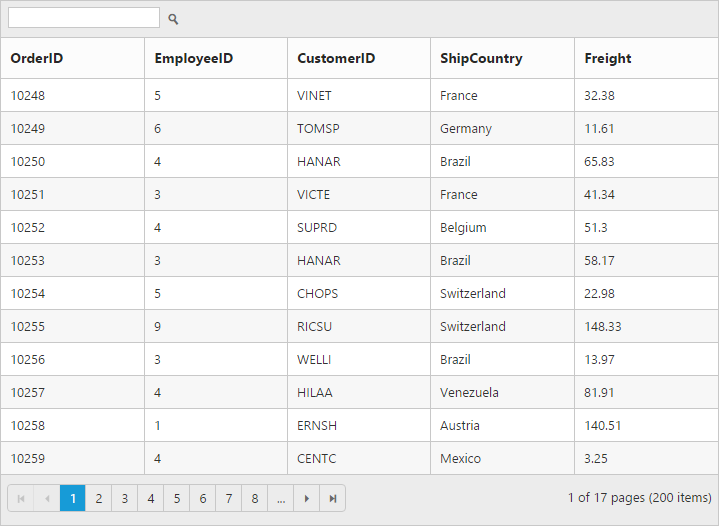 OrderID EmployeeID CustomerID ShipCountry Freight
10248 5 VINET France 32.38
10249 6 TOMSP Germany 11.61
10250 4 HANAR Brazil 65.83
10251 3 VICTE France 41.34
10252 4 SUPRD Belgium 51.3
10253 3 HANAR Brazil 58.17
10254 5 CHOPS Switzerland 22.98
10255 9 RICSU Switzerland 148.33
10256 3 WELLI Brazil 13.97
10257 4 HILAA Venezuela 81.91
10258 1 ERNSH Austria 140.51
10259 4 CENTC Mexico 3.25
1 2 3 4 5 6 7 8 ... 1 of 17 pages (200 items)